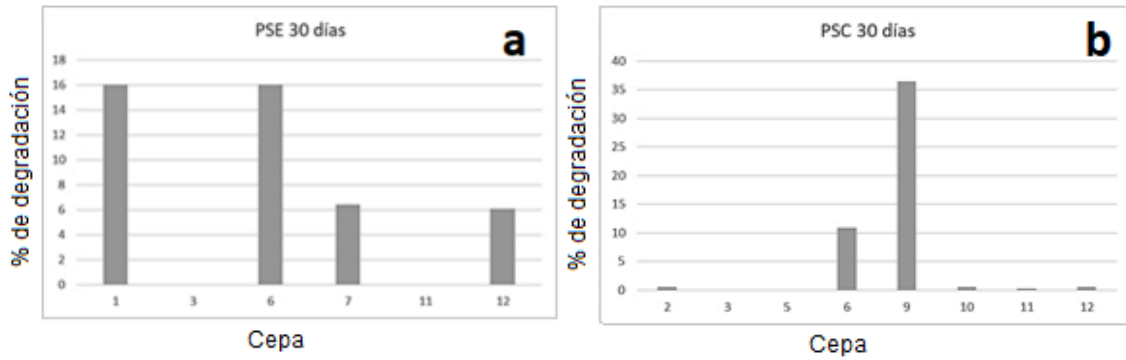 PSE 30 días
a
% de degradación
18
16
14
12
10
8
6
4
2
0
1 3 6 7 11 12
Cepa
PSC 30 días
b
% de degradación
40
35
30
25
20
15
10
5
0
2 3 5 6 9 10 11 12
Cepa